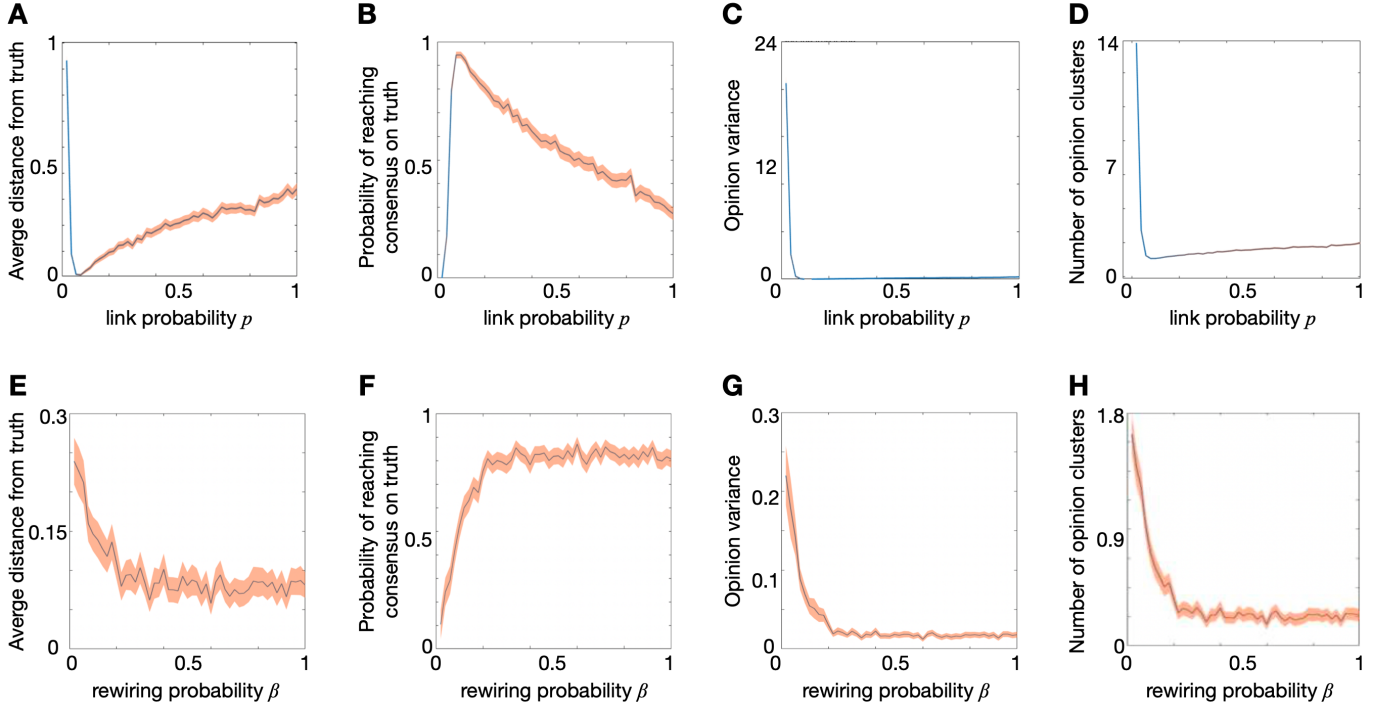 A
Averge distance from truth
1
0.5
0
0
0.5
1
link probability p
B
Probability of reaching
consensus on truth
1
0.5
0
0
0.5
1
link probability p
C
Opinion variance
24
12
0
0
0.5
1
link probability p
D
Number of opinion clusters
14
7
0
0
0.5
1
link probability p
E
Averge distance from truth
0.3
0.15
0
0
0.5
1
rewiring probability β
F
Probability of reaching
consensus on truth
1
0.5
0
0
0.5
1
rewiring probability β
G
Opinion variance
0.3
0.2
0.1
0
0
0.5
1
rewiring probability β
H
Number of opinion clusters
1.8
0.9
0
0
0.5
1
rewiring probability β